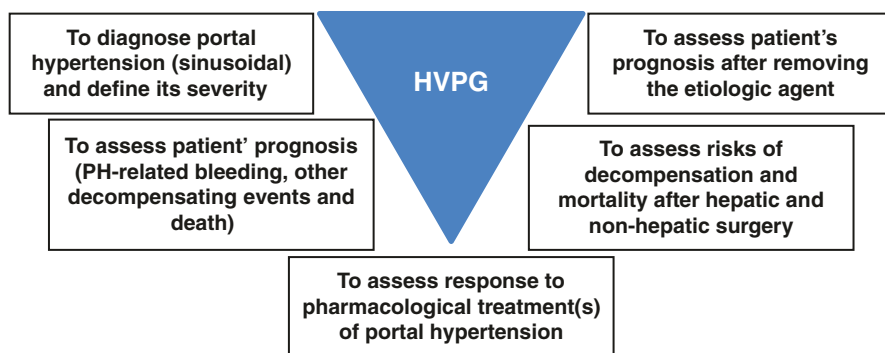 To diagnose portal
hypertension (sinusoidal)
and define its severity
HVPG
To assess patient's
prognosis after removing
the etiologic agent
To assess patient' prognosis
(PH-related bleeding, other
decompensating events and
death)
To assess risks of
decompensation and
mortality after hepatic and
non-hepatic surgery
To assess response to
pharmacological treatment(s)
of portal hypertension